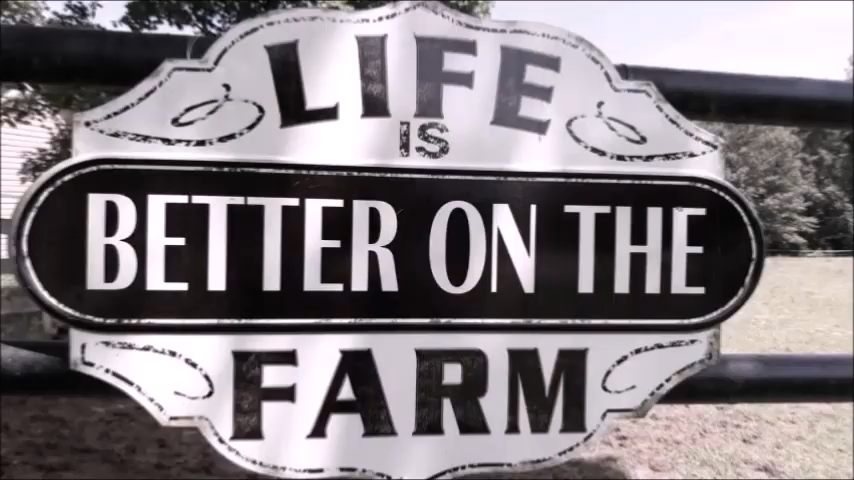 LIFE
IS
BETTER ON THE
FARM